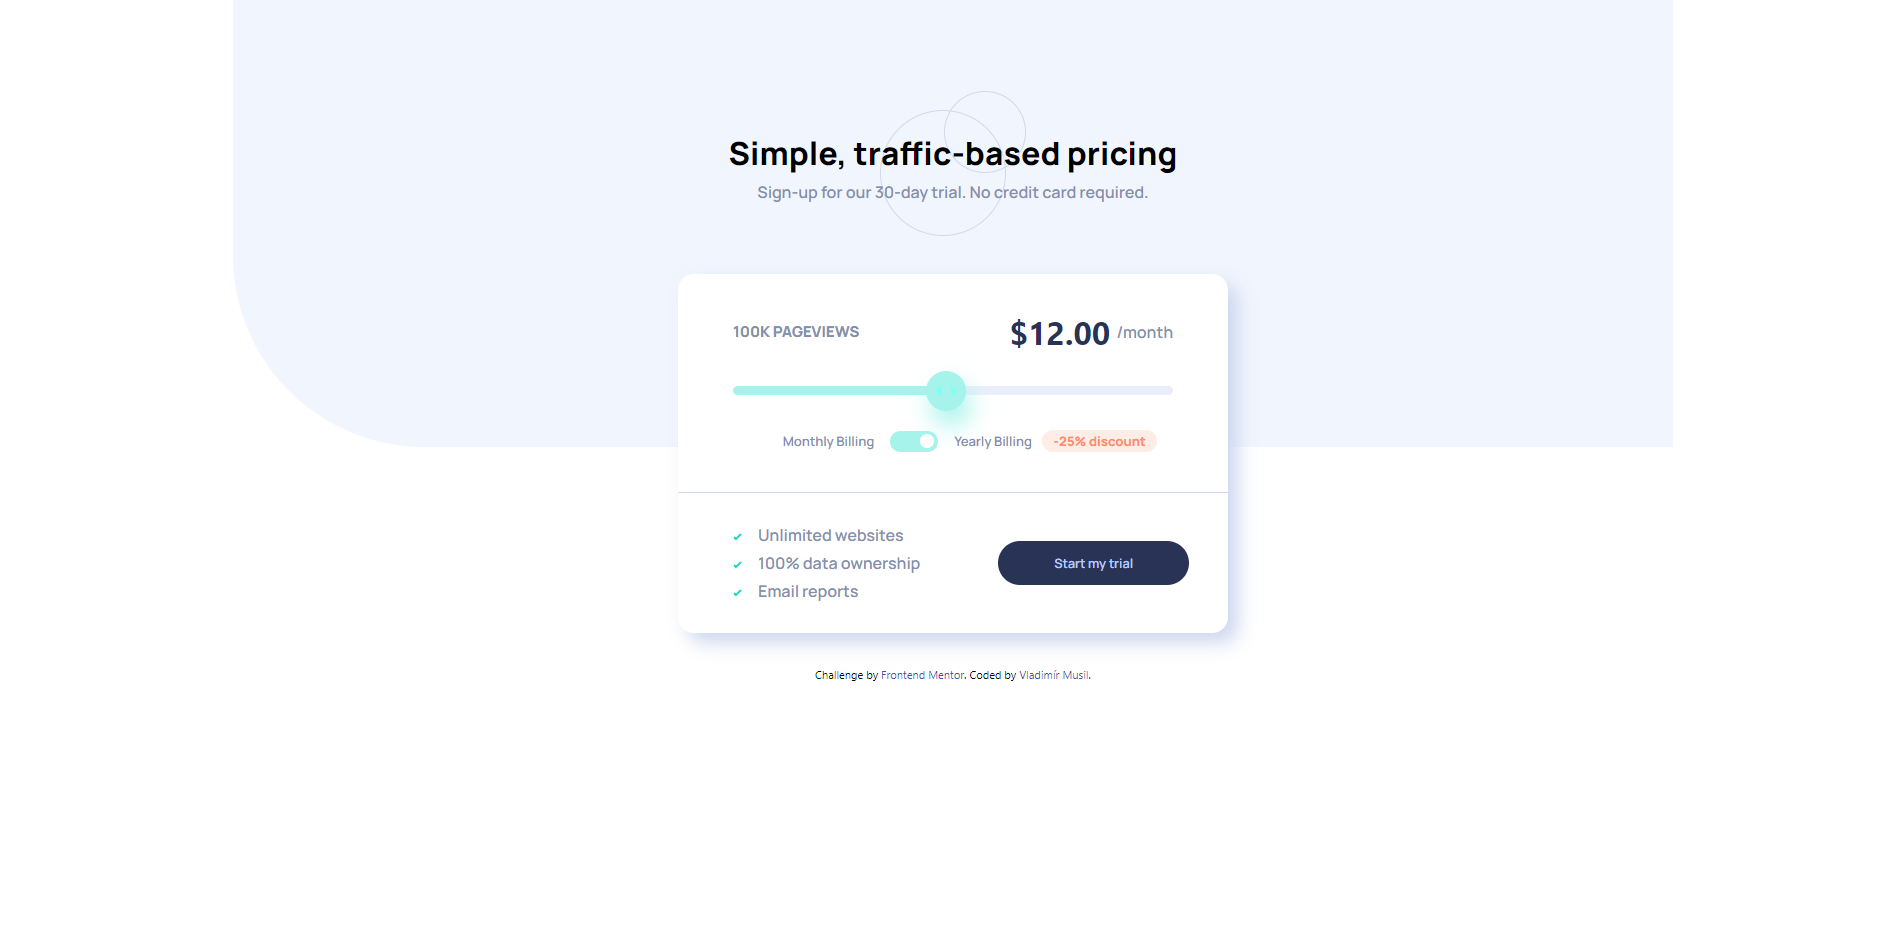 Simple, traffic-based pricing
Sign-up for our 30-day trial. No credit card required.
100K PAGEVIEWS
$12.00 /month
Monthly Billing
Yearly Billing
-25% discount
Unlimited websites
100% data ownership
Email reports
Start my trial
Challenge by Frontend Mentor. Coded by Vladimír Musil.